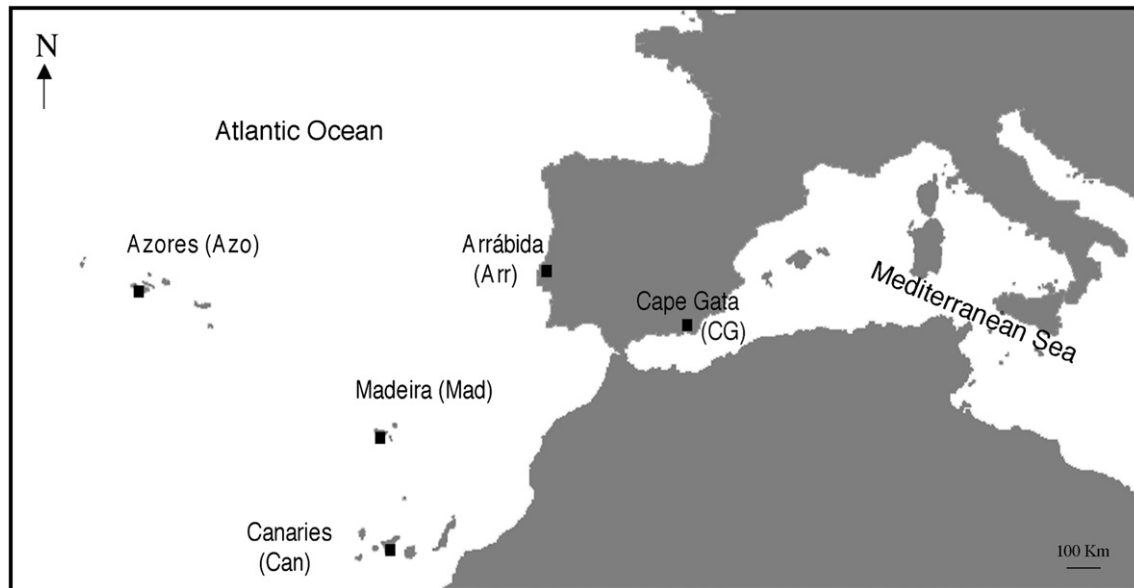 N
Atlantic Ocean
Azores (Azo)
Arrábida
(Arr)
Cape Gata
(CG)
Mediterranean Sea
Madeira (Mad)
Canaries
(Can)
100 Km